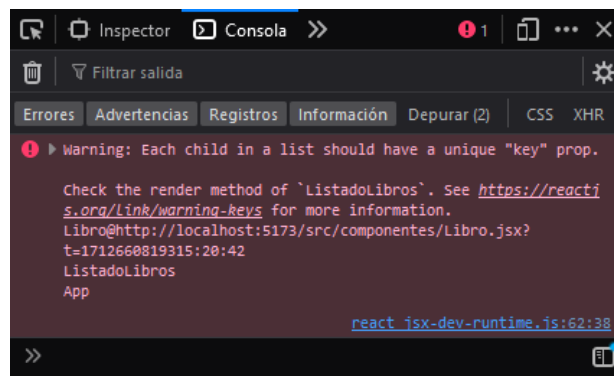 Inspector Consola 1
Filtrar salida
Errores Advertencias Registros Información Depurar (2) CSS XHR
Warning: Each child in a list should have a unique "key" prop.
Check the render method of `ListadoLibros`. See https://reactj
s.org/link/warning-keys for more information.
Libro@http://localhost:5173/src/componentes/Libro.jsx?
t=1712660819315:20:42
ListadoLibros
App
react_jsx-dev-runtime.js:62:38